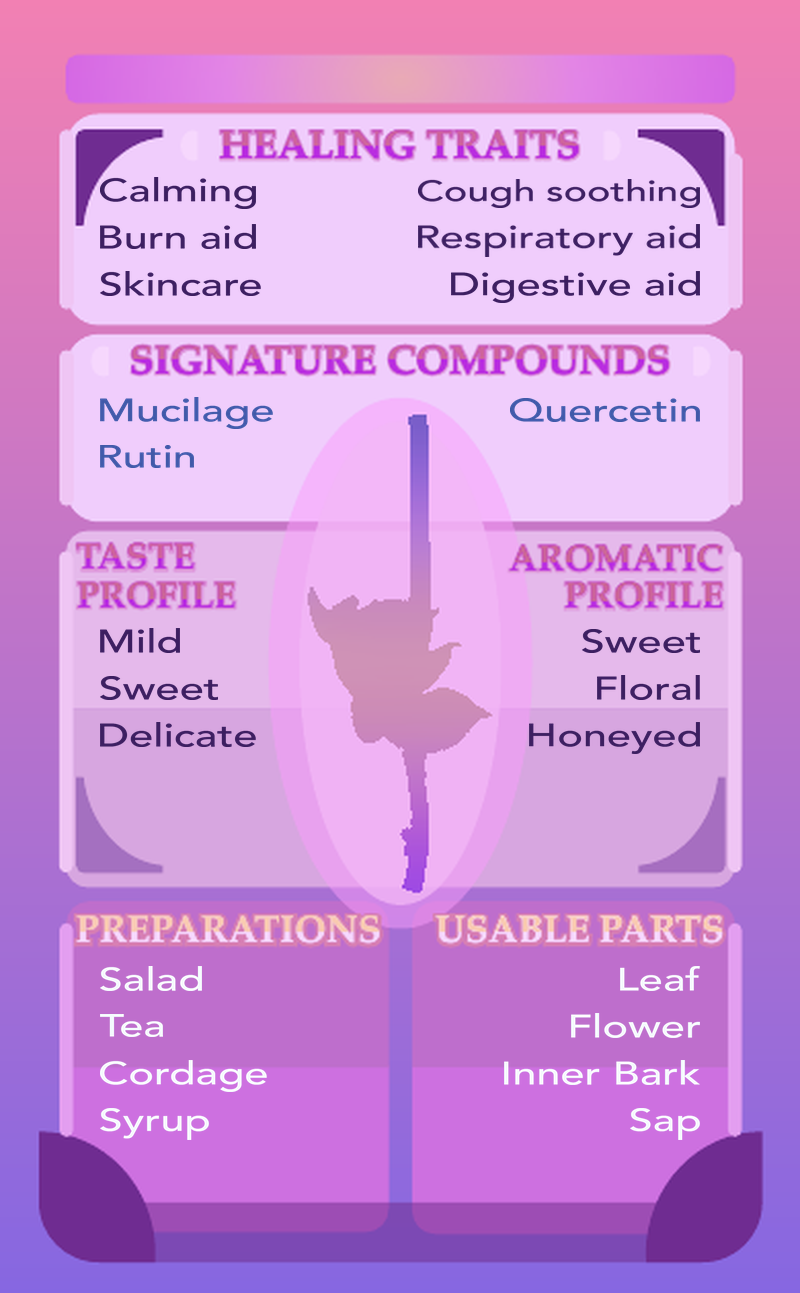 HEALING TRAITS
Calming
Burn aid
Skincare
Cough soothing
Respiratory aid
Digestive aid
SIGNATURE COMPOUNDS
Mucilage
Rutin
Quercetin
TASTE
PROFILE
Mild
Sweet
Delicate
AROMATIC
PROFILE
Sweet
Floral
Honeyed
PREPARATIONS
Salad
Tea
Cordage
Syrup
USABLE PARTS
Leaf
Flower
Inner Bark
Sap